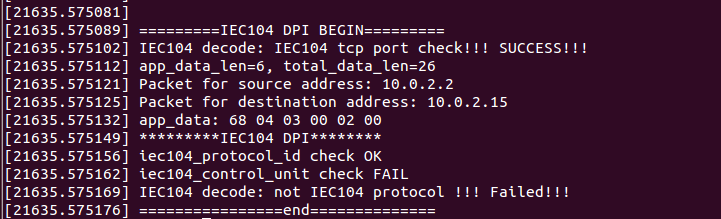 [21635.575081]
[21635.575089] =========IEC104 DPI BEGIN=========
[21635.575102] IEC104 decode: IEC104 tcp port check!!! SUCCESS!!!
[21635.575112] app_data_len=6, total_data_len=26
[21635.575121] Packet for source address: 10.0.2.2
[21635.575125] Packet for destination address: 10.0.2.15
[21635.575132] app_data: 68 04 03 00 02 00
[21635.575149] *********IEC104 DPI********
[21635.575156] iec104_protocol_id check OK
[21635.575162] iec104_control_unit check FAIL
[21635.575169] IEC104 decode: not IEC104 protocol !!! Failed!!!
[21635.575176] ================end==============